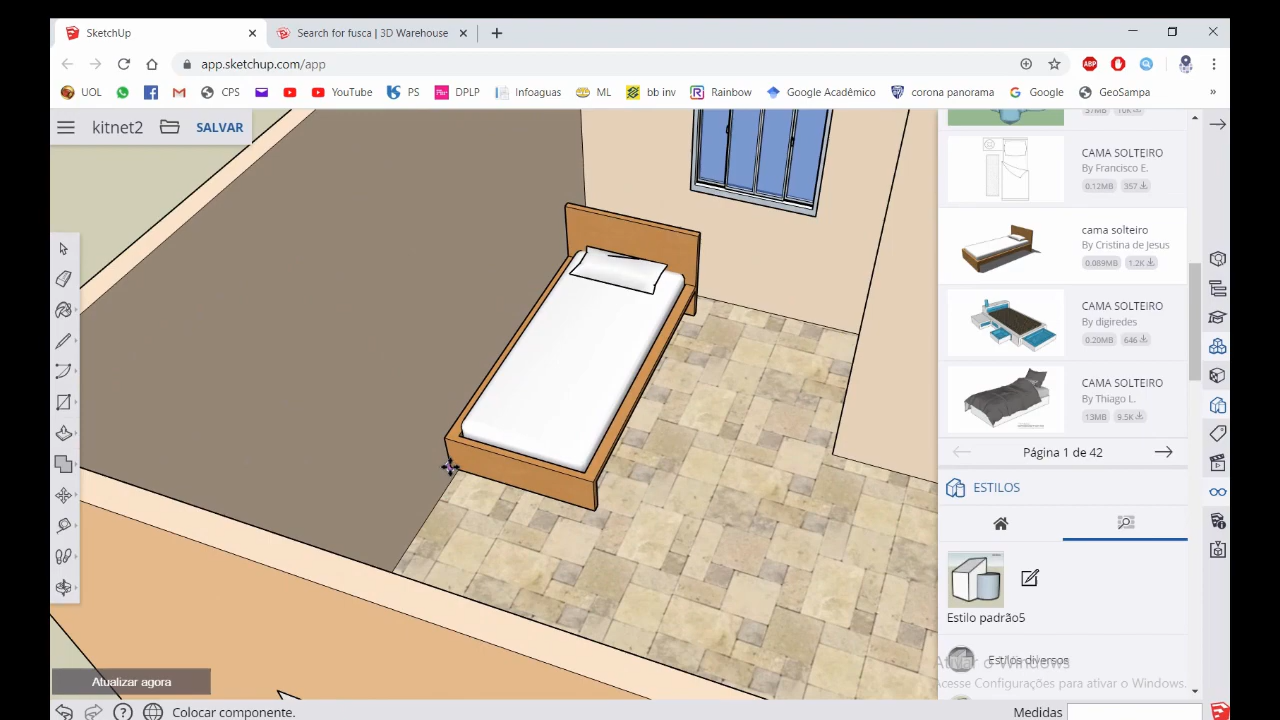 SketchUp
Search for fusca | 3D Warehouse
app.sketchup.com/app
ABP
UOL
CPS
YouTube
PS
DPLP
Infoaguas
ML
bb inv
Rainbow
Google Acadêmico
corona panorama
Google
GeoSampa
»
kitnet2
SALVAR
CAMA SOLTEIRO
By Francisco E.
0.12MB 357
cama solteiro
By Cristina de Jesus
0.089MB 1.2K
CAMA SOLTEIRO
By digiredes
0.20MB 646
CAMA SOLTEIRO
By Thiago L.
13MB 9.5K
Página 1 de 42
ESTILOS
Estilo padrão5
Estilos diversos
Ativar o Windows
Acesse Configurações para ativar o Windows.
Atualizar agora
Colocar componente.
Medidas